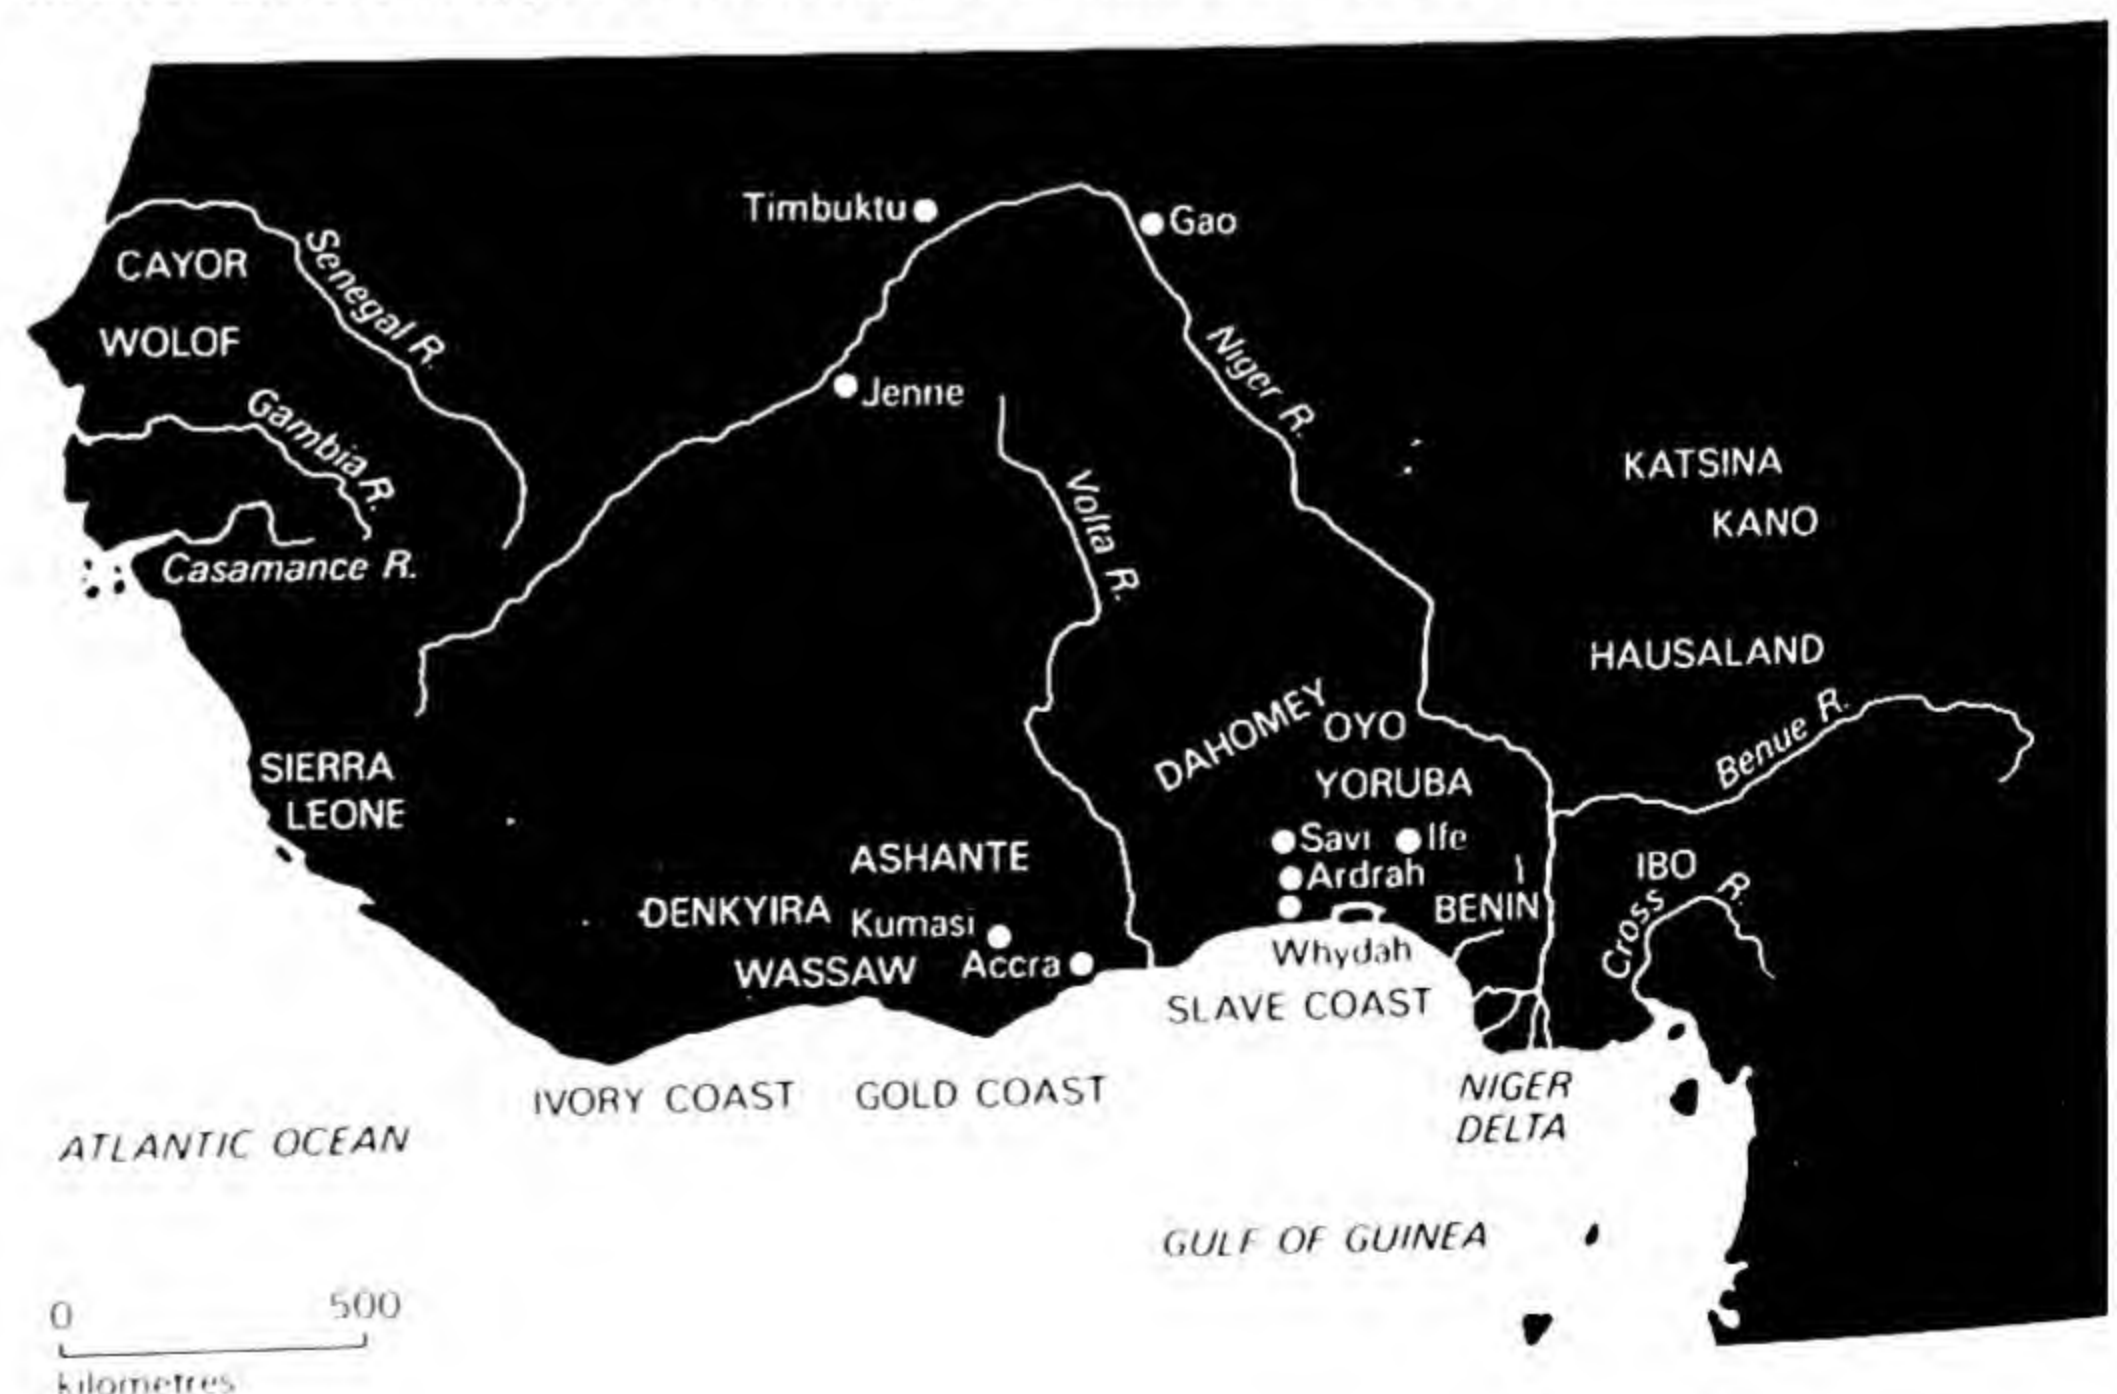 Timbuktu
Gao
CAYOR
Senegal R.
WOLOF
Niger R.
Gambia R.
Jenne
KATSINA
Volta R.
KANO
Casamance R.
HAUSALAND
DAHOMEY
OYO
Benue R.
SIERRA
LEONE
YORUBA
Savi
Ife
ASHANTE
Ardrah
IBO
DENKYIRA
Kumasi
BENIN
Cross R.
WASSAW
Accra
Whydah
SLAVE COAST
IVORY COAST
GOLD COAST
NIGER
DELTA
ATLANTIC OCEAN
GULF OF GUINEA
0 500
kilometres